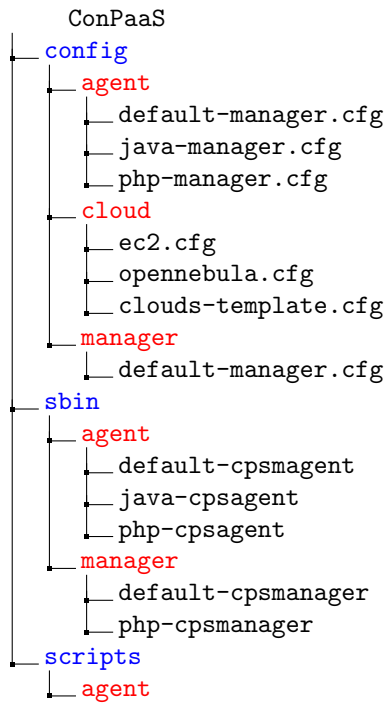 ConPaaS
config
agent
default-manager.cfg
java-manager.cfg
php-manager.cfg
cloud
ec2.cfg
opennebula.cfg
clouds-template.cfg
manager
default-manager.cfg
sbin
agent
default-cpsmagent
java-cpsagent
php-cpsagent
manager
default-cpsmanager
php-cpsmanager
scripts
agent